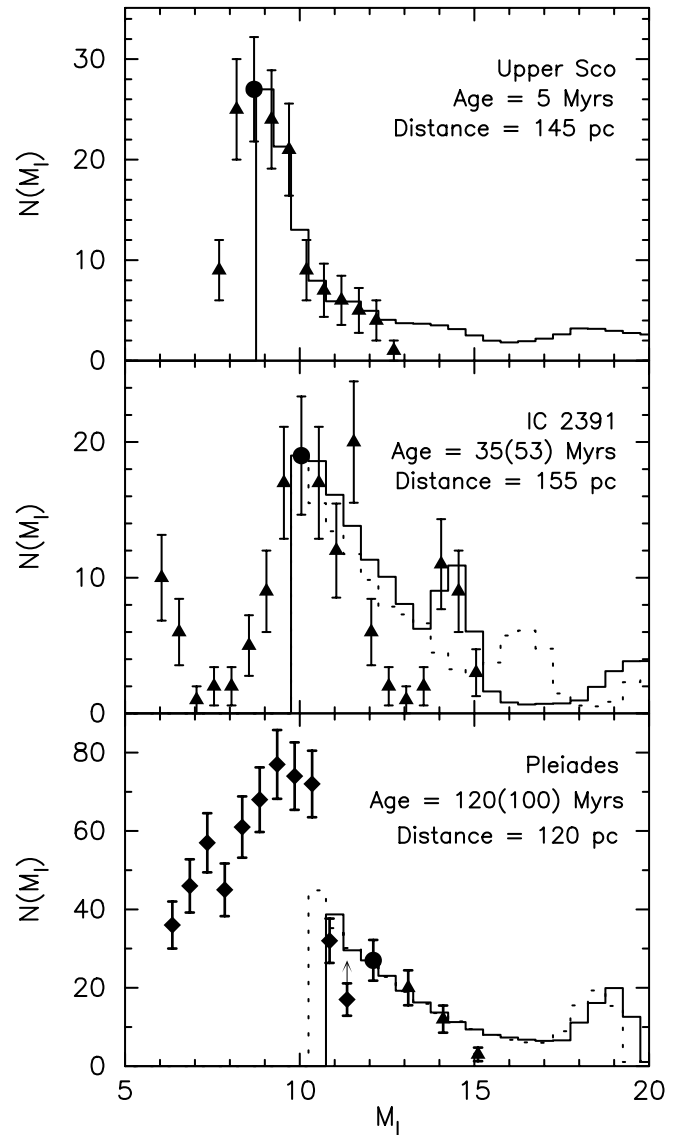 30
20
10
0
N(M_I)
Upper Sco
Age = 5 Myrs
Distance = 145 pc
20
10
0
N(M_I)
IC 2391
Age = 35(53) Myrs
Distance = 155 pc
80
60
40
20
0
N(M_I)
Pleiades
Age = 120(100) Myrs
Distance = 120 pc
5 10 15 20
M_I